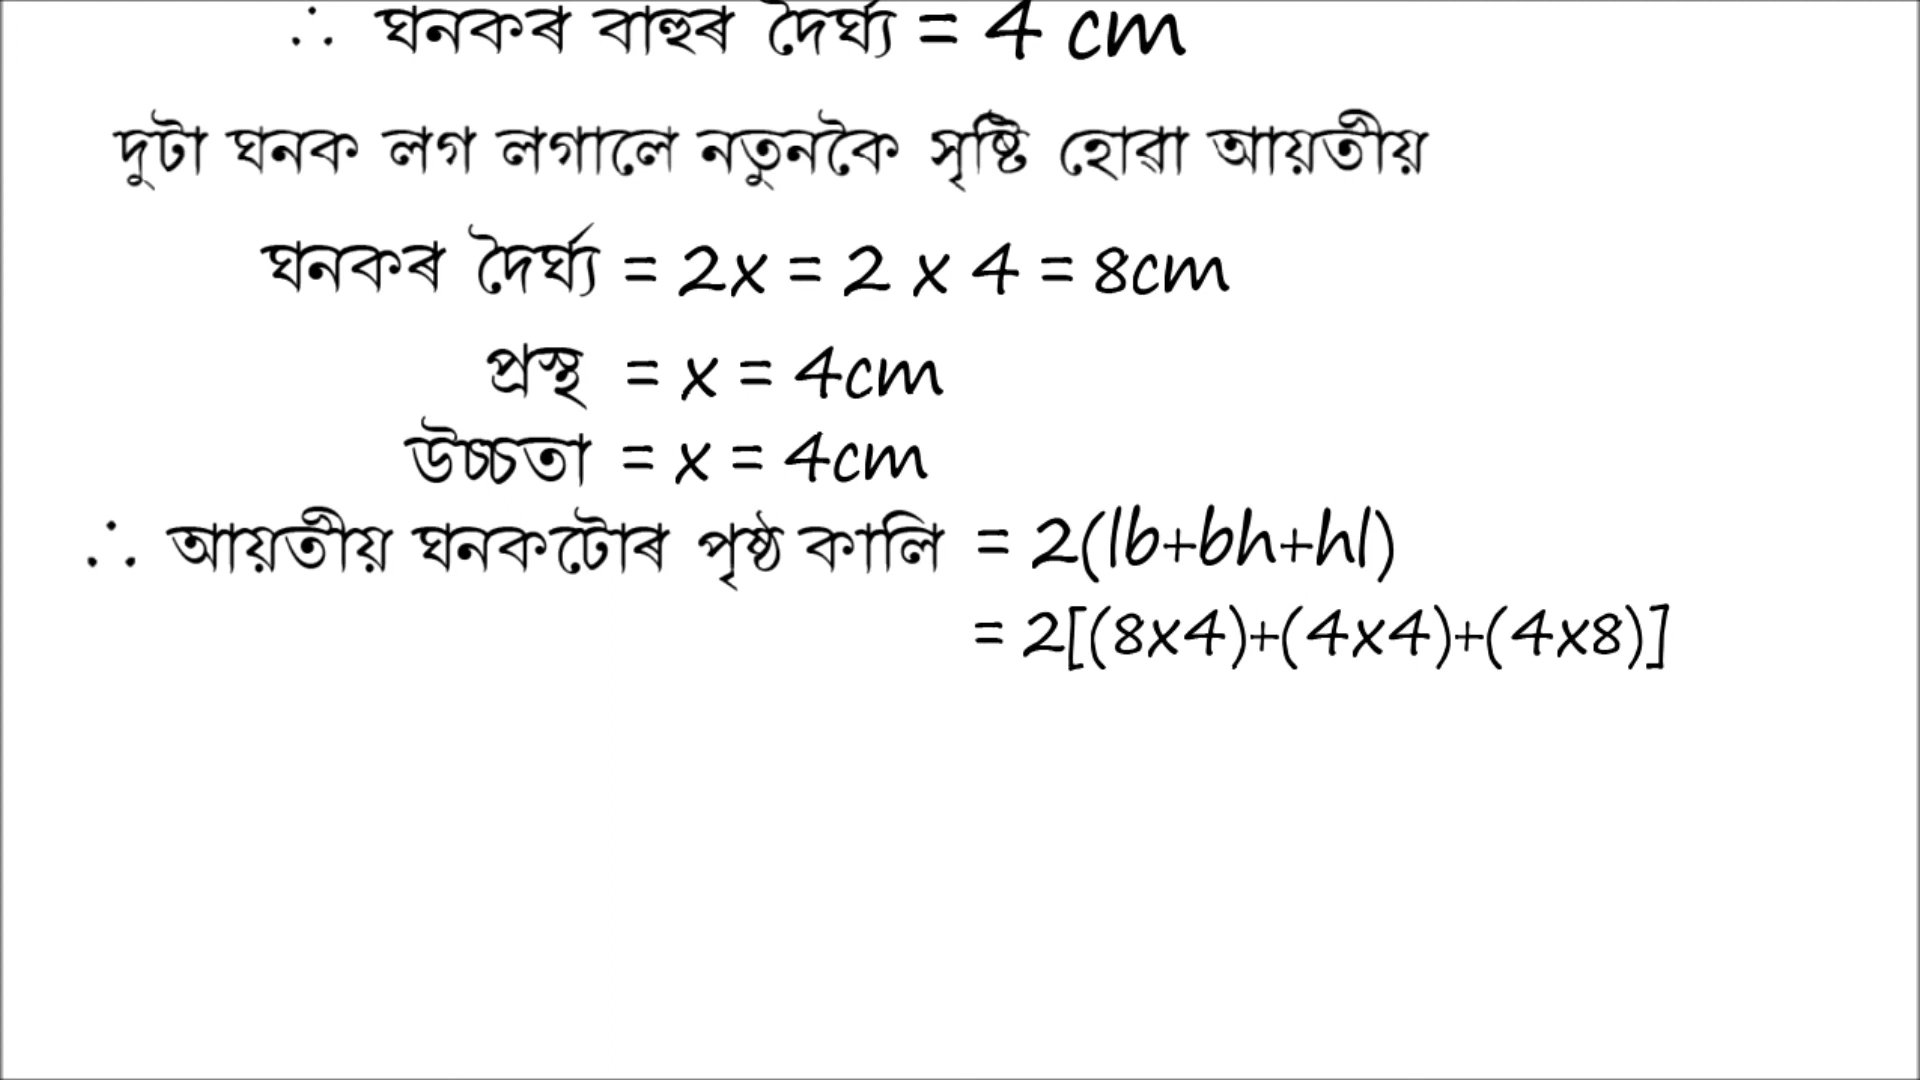 ∴ ঘনকৰ বাহুৰ দৈৰ্ঘ্য = 4 cm
দুটা ঘনক লগ লগালে নতুনকৈ সৃষ্টি হোৱা আয়তীয়
ঘনকৰ দৈৰ্ঘ্য = 2x = 2 x 4 = 8cm
প্ৰস্থ = x = 4cm
উচ্চতা = x = 4cm
∴ আয়তীয় ঘনকটোৰ পৃষ্ঠ কালি = 2(lb+bh+hl)
= 2[(8x4)+(4x4)+(4x8)]